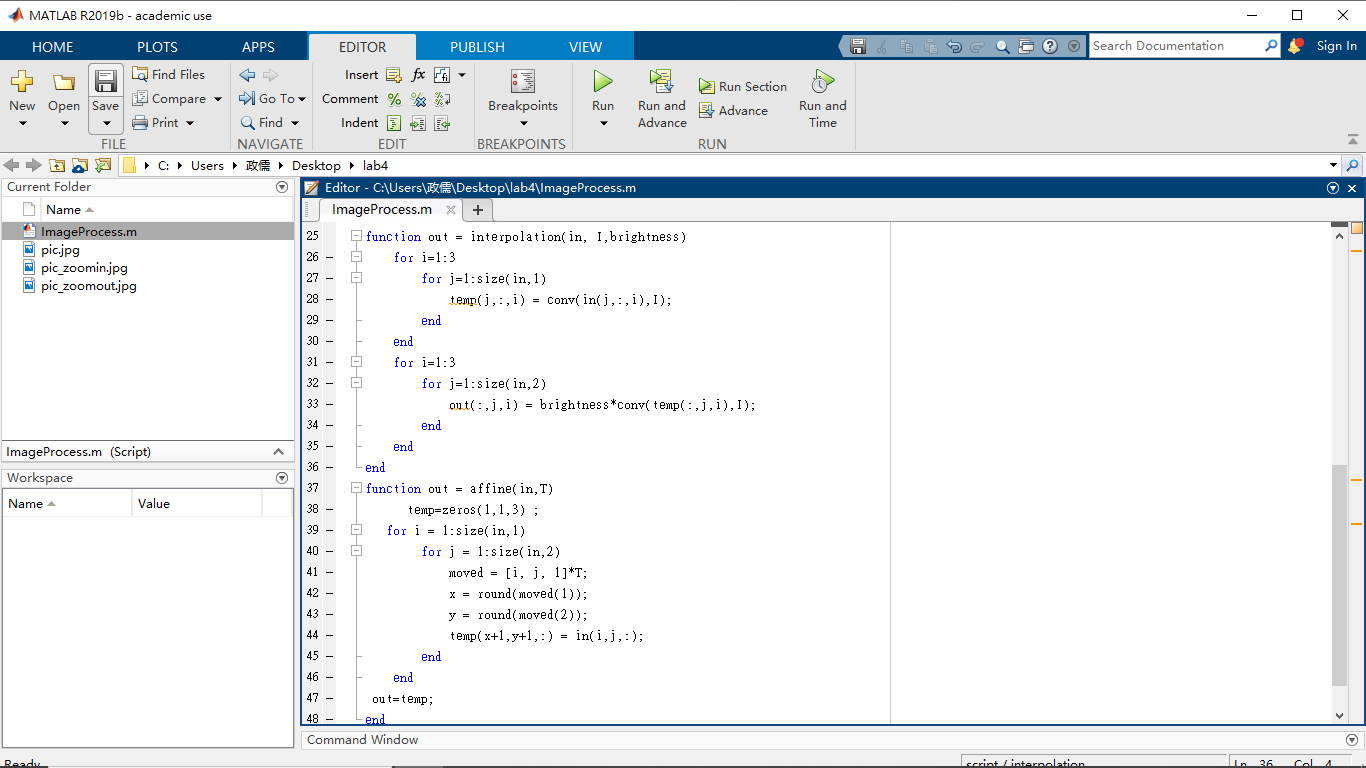 MATLAB R2019b - academic use
HOME PLOTS APPS EDITOR PUBLISH VIEW Search Documentation Sign In
New Open Save Find Files Compare Print
Go To Find
Insert fx
Comment
Indent
Breakpoints
Run Run and Advance Run Section Advance Run and Time
FILE NAVIGATE EDIT BREAKPOINTS RUN
C: Users 政儒 Desktop lab4
Current Folder
Name
ImageProcess.m
pic.jpg
pic_zoomin.jpg
pic_zoomout.jpg
ImageProcess.m (Script)
Workspace
Name Value
Editor - C:\Users\政儒\Desktop\lab4\ImageProcess.m
ImageProcess.m +
25 function out = interpolation(in, I,brightness)
26 – for i=1:3
27 – for j=1:size(in,1)
28 – temp(j,:,i) = conv(in(j,:,i),I);
29 – end
30 – end
31 – for i=1:3
32 – for j=1:size(in,2)
33 – out(:,j,i) = brightness*conv(temp(:,j,i),I);
34 – end
35 – end
36 – end
37 function out = affine(in,T)
38 – temp=zeros(1,1,3) ;
39 – for i = 1:size(in,1)
40 – for j = 1:size(in,2)
41 – moved = [i, j, 1]*T;
42 – x = round(moved(1));
43 – y = round(moved(2));
44 – temp(x+1,y+1,:) = in(i,j,:);
45 – end
46 – end
47 – out=temp;
48 – end
Command Window
Ready script / interpolation Ln 36 Col 4